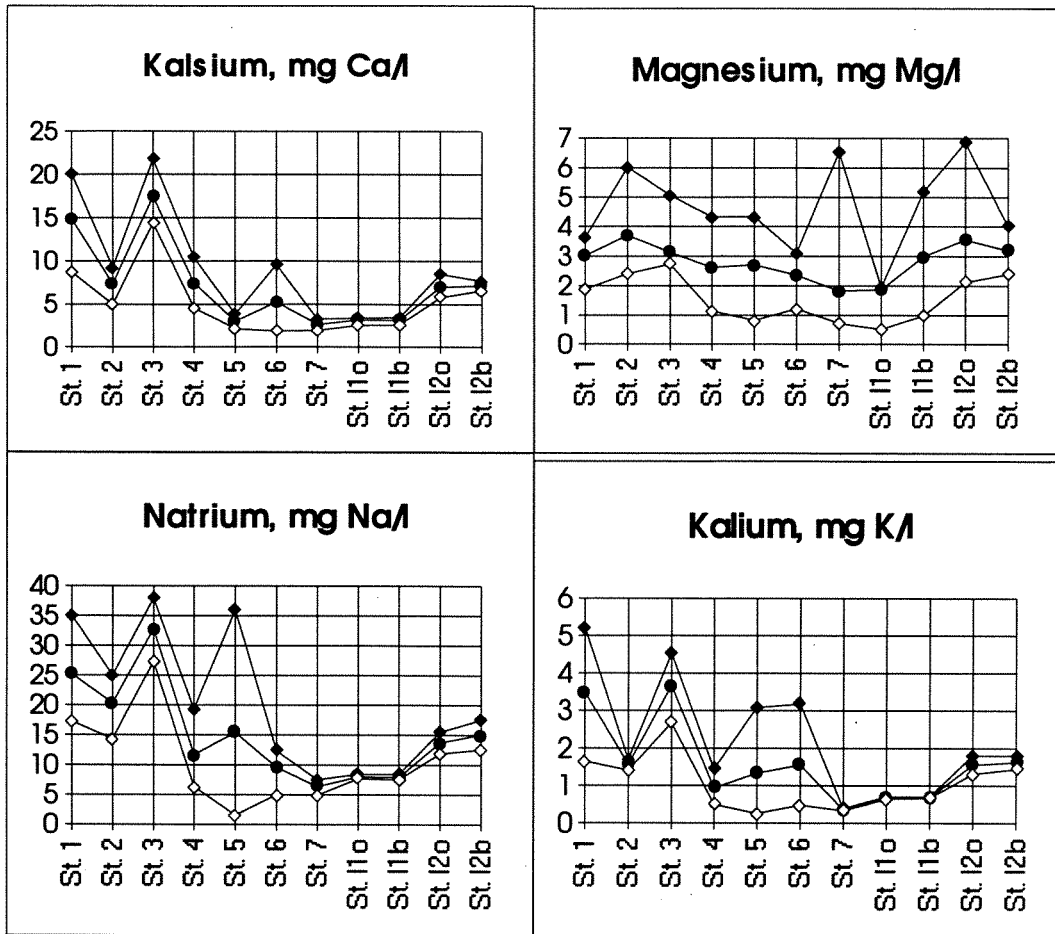 Kalsium, mg Ca/l
25
20
15
10
5
0
St. 1
St. 2
St. 3
St. 4
St. 5
St. 6
St. 7
St. I1o
St. I1b
St. I2o
St. I2b
Magnesium, mg Mg/l
7
6
5
4
3
2
1
0
St. 1
St. 2
St. 3
St. 4
St. 5
St. 6
St. 7
St. I1o
St. I1b
St. I2o
St. I2b
Natrium, mg Na/l
40
35
30
25
20
15
10
5
0
St. 1
St. 2
St. 3
St. 4
St. 5
St. 6
St. 7
St. I1o
St. I1b
St. I2o
St. I2b
Kalium, mg K/l
6
5
4
3
2
1
0
St. 1
St. 2
St. 3
St. 4
St. 5
St. 6
St. 7
St. I1o
St. I1b
St. I2o
St. I2b